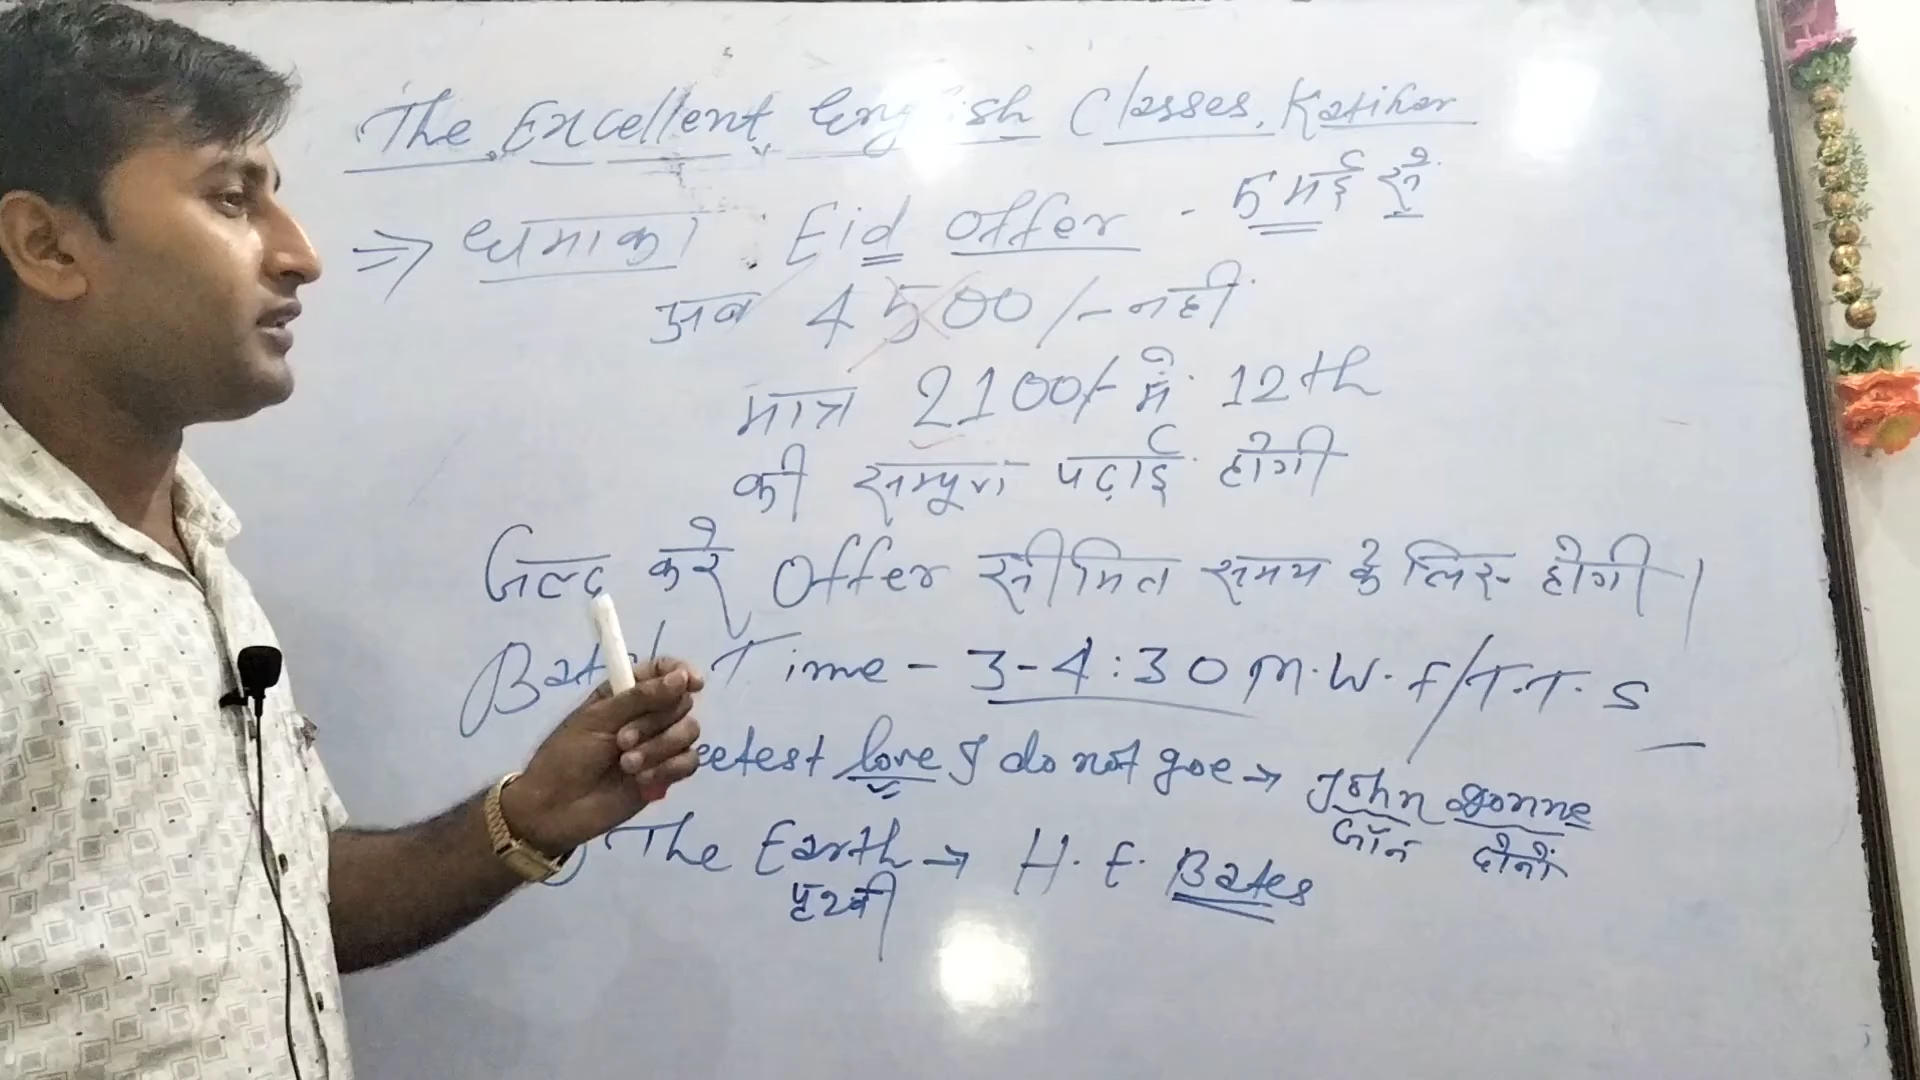 The Excellent English Classes, Katihar
⇒ धमाका : Eid Offer - 5 मई से
अब 4500/- नही
मात्र 2100/- में 12th
की सम्पूर्ण पढ़ाई होगी
जल्द करे Offer सीमित समय के लिए होगी।
Batch Time - 3-4:30 M.W.F/T.T.S
love I do not goe → John Donne
जॉन दोनों
The Earth → H.E. Bates
पृथ्वी